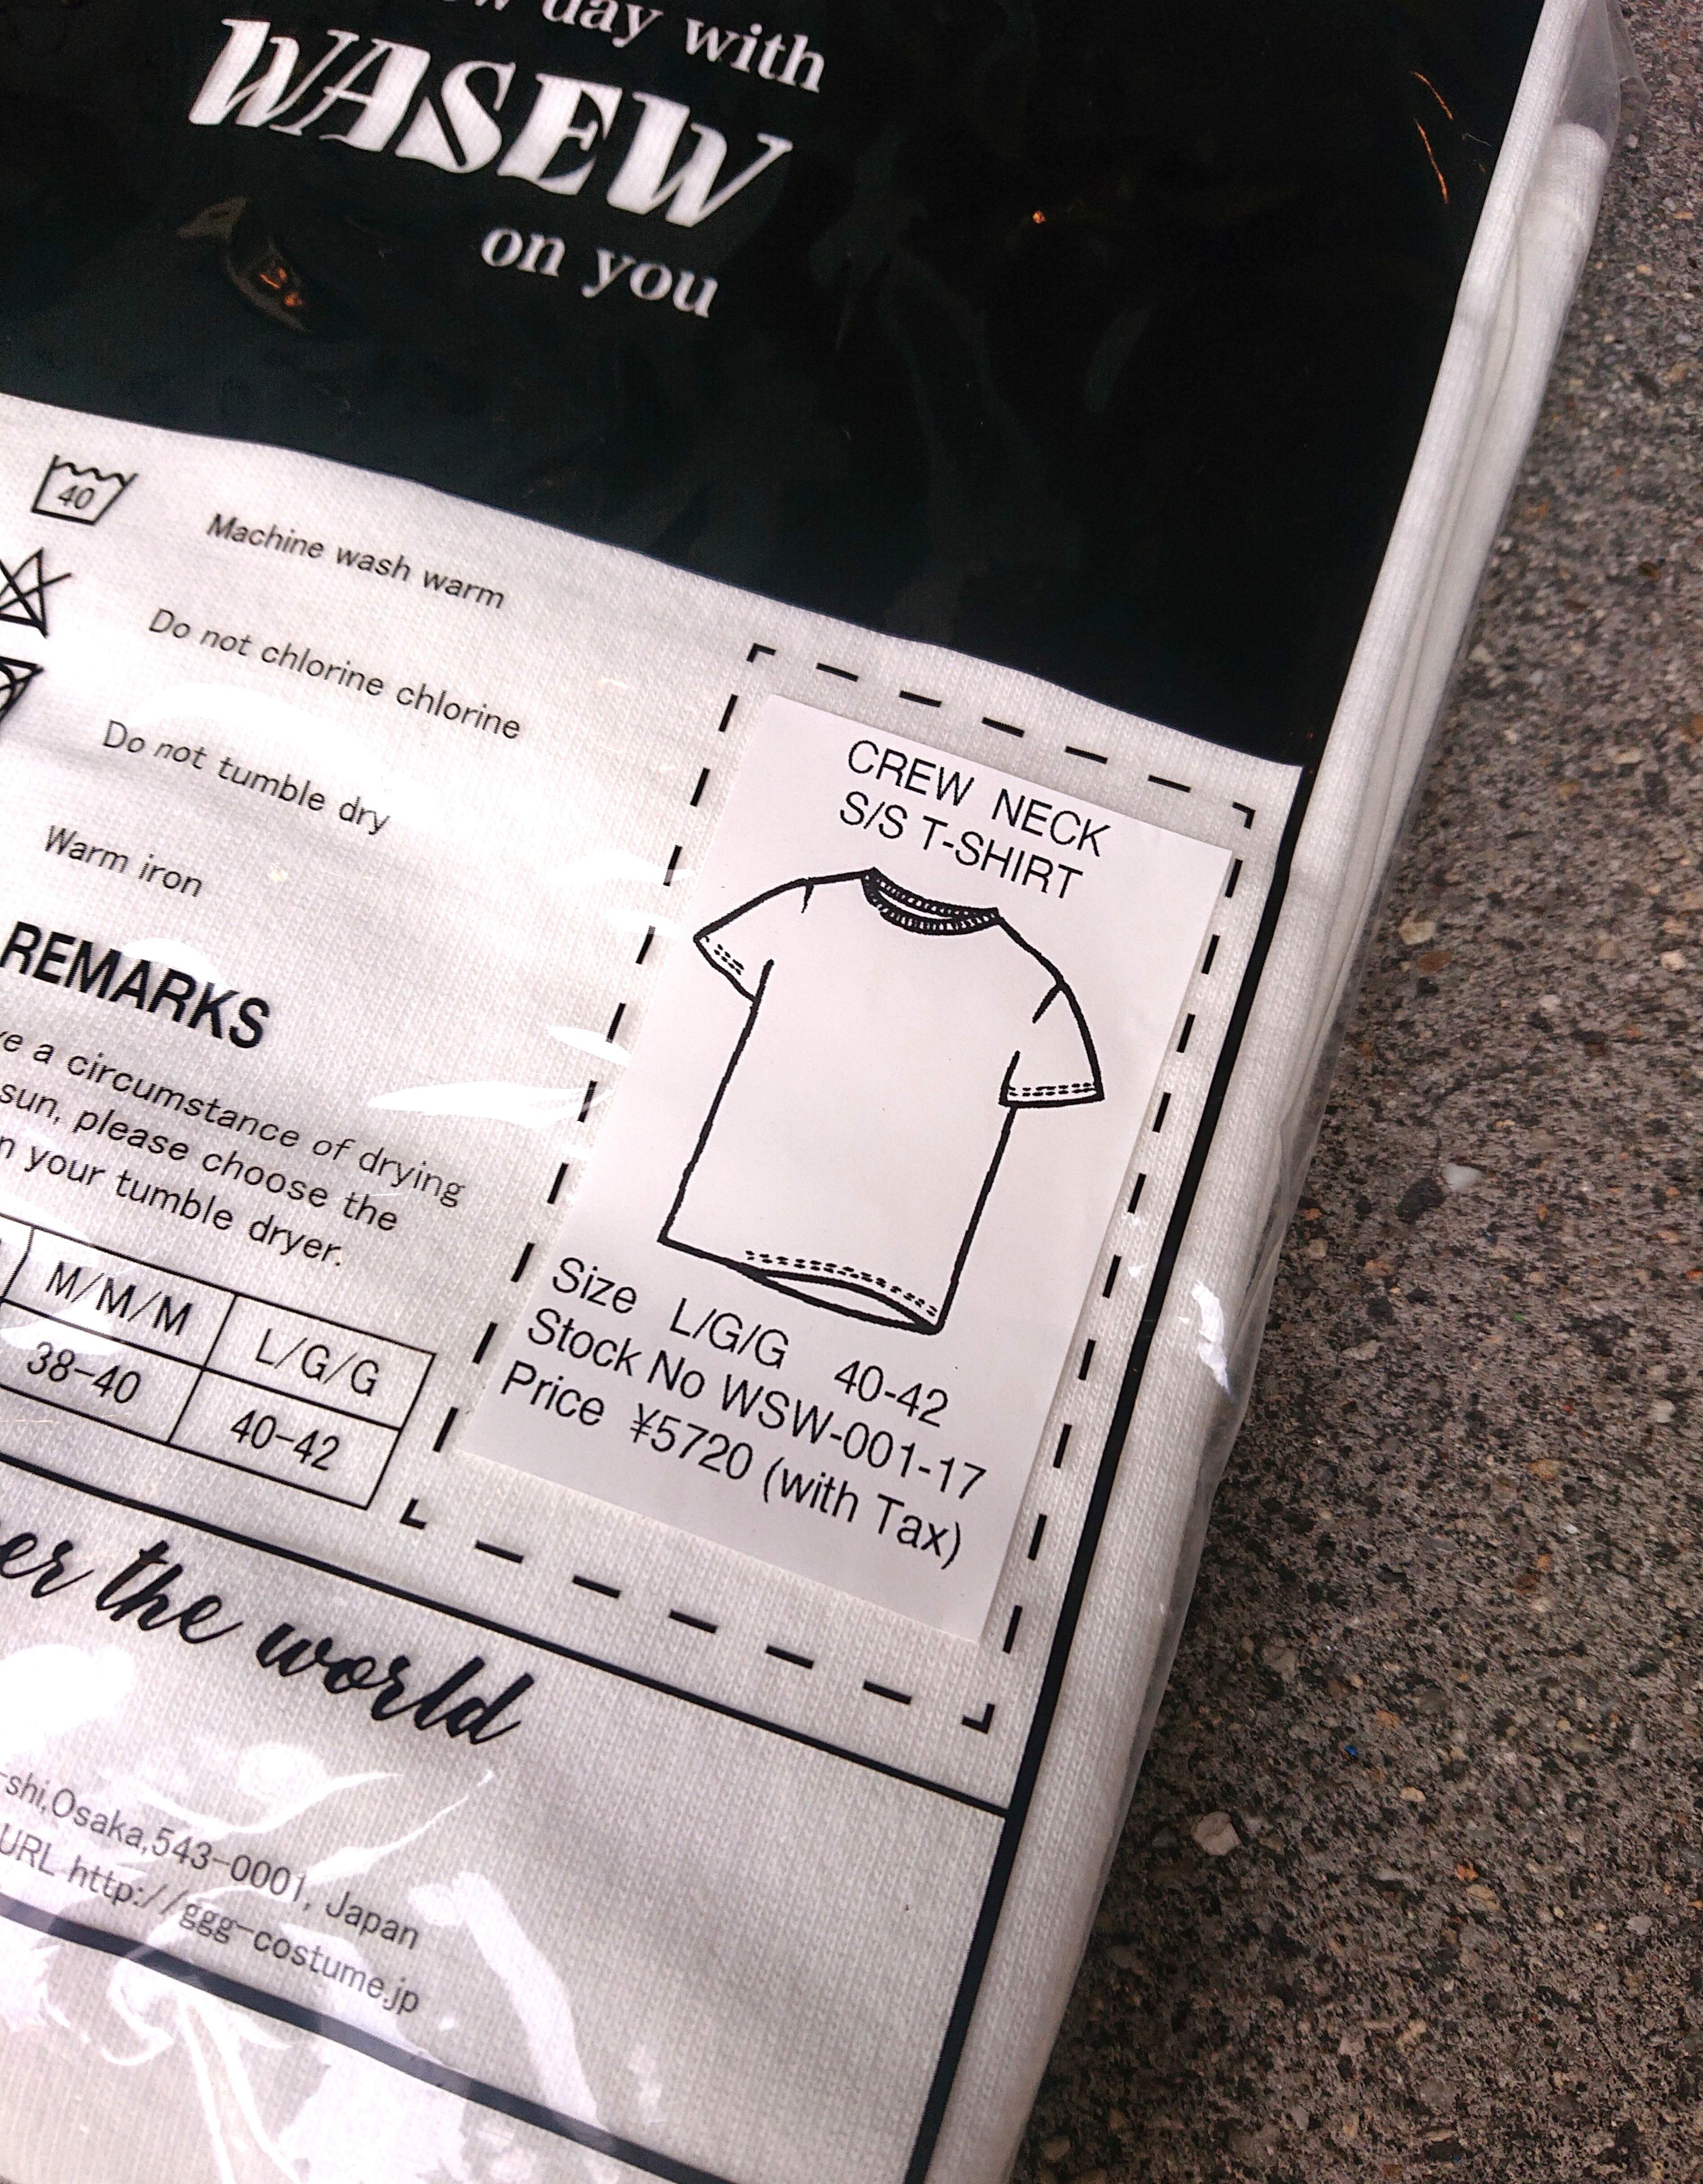 day with
WASEW
on you
40
Machine wash warm
Do not chlorine chlorine
Do not tumble dry
Warm iron
REMARKS
a circumstance of drying
sun, please choose the
your tumble dryer.
M/M/M L/G/G
38-40 40-42
CREW NECK
S/S T-SHIRT
Size L/G/G 40-42
Stock No WSW-001-17
Price ¥5720 (with Tax)
the world
-shi,Osaka,543-0001, Japan
URL http://ggg-costume.jp